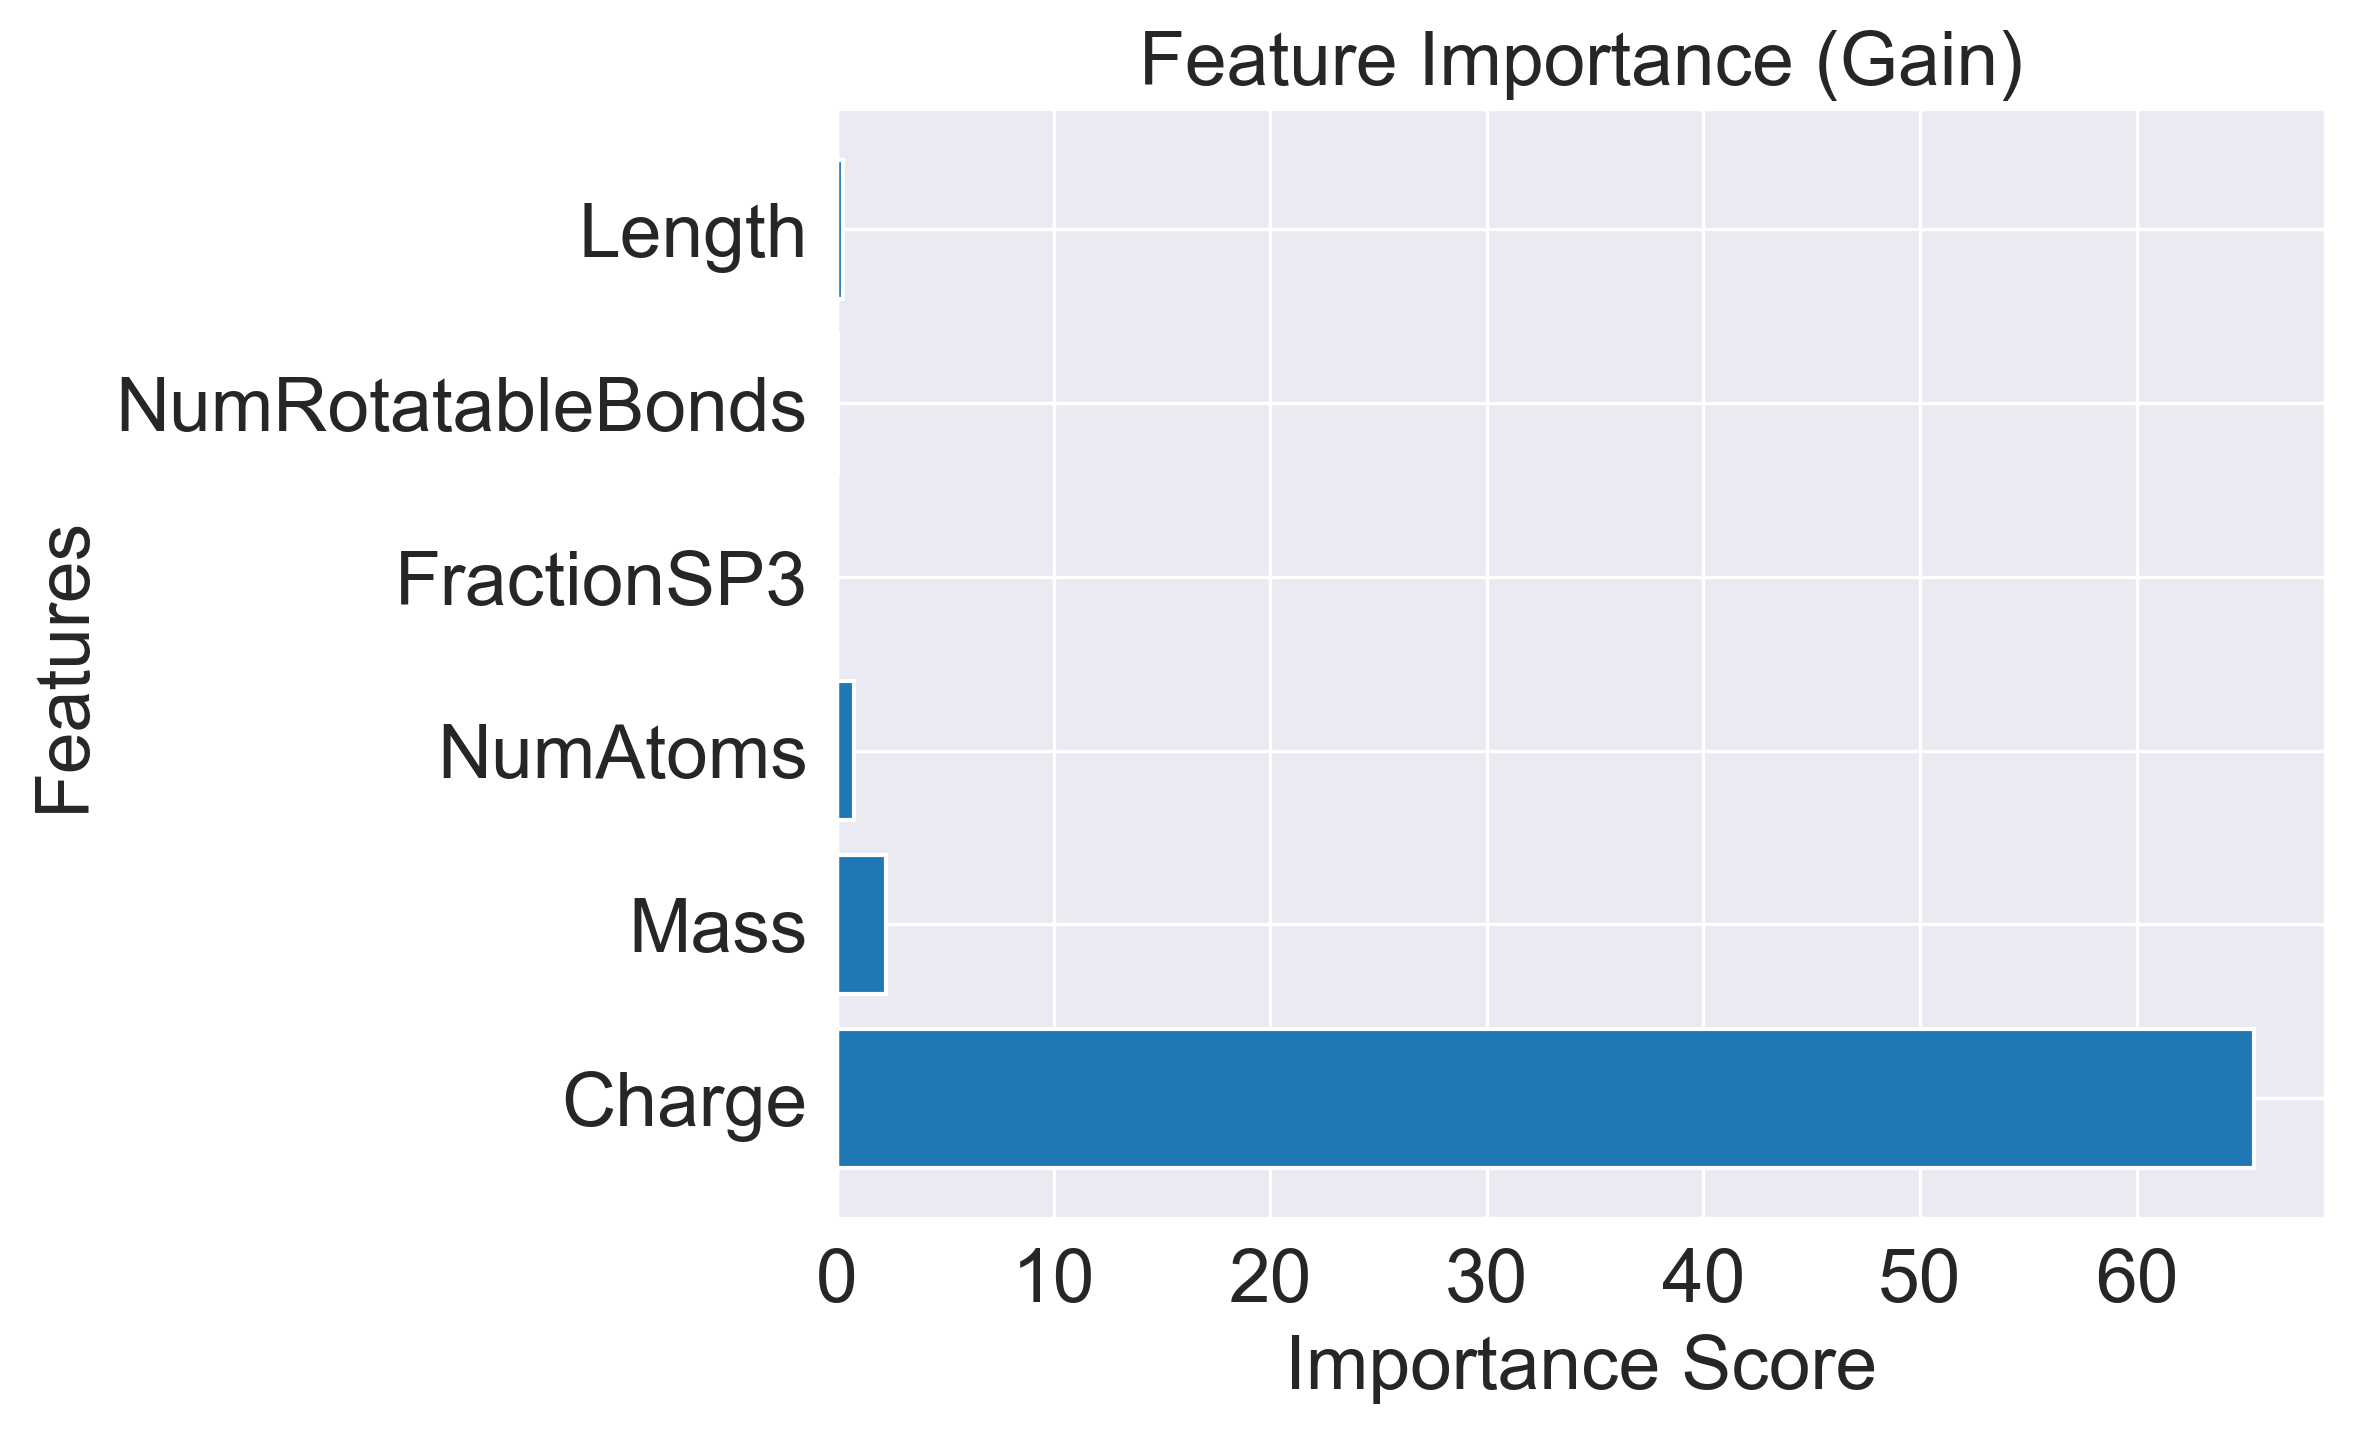 Feature Importance (Gain)
Features
Length
NumRotatableBonds
FractionSP3
NumAtoms
Mass
Charge
0 10 20 30 40 50 60
Importance Score